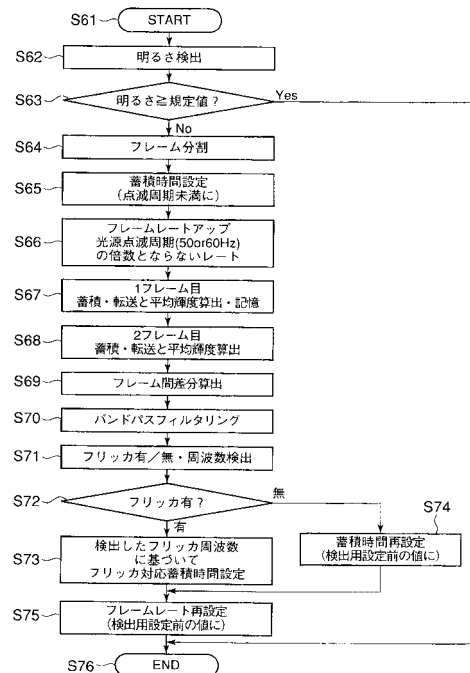 S61 START
S62 明るさ検出
S63 明るさ≧規定値? Yes
No
S64 フレーム分割
S65 蓄積時間設定
(点滅周期未満に)
S66 フレームレートアップ
光源点滅周期(50or60Hz)
の倍数とならないレート
S67 1フレーム目
蓄積・転送と平均輝度算出・記憶
S68 2フレーム目
蓄積・転送と平均輝度算出
S69 フレーム間差分算出
S70 バンドパスフィルタリング
S71 フリッカ有/無・周波数検出
S72 フリッカ有? 無
有
S74
蓄積時間再設定
(検出用設定前の値に)
S73 検出したフリッカ周波数
に基づいて
フリッカ対応蓄積時間設定
S75 フレームレート再設定
(検出用設定前の値に)
S76 END